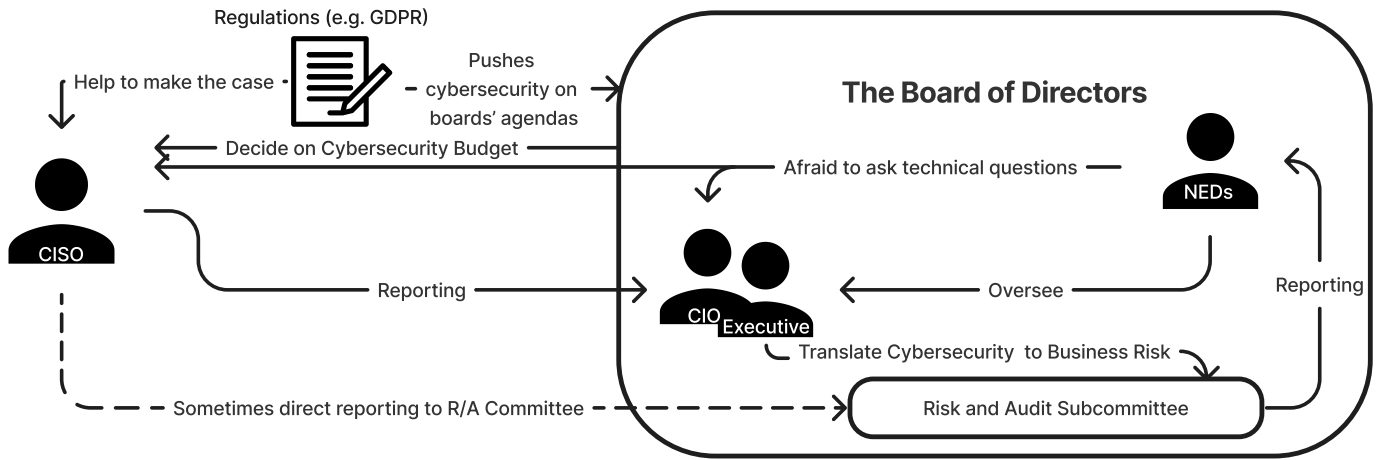 Regulations (e.g. GDPR)
Help to make the case
Pushes
cybersecurity on
boards’ agendas
The Board of Directors
Decide on Cybersecurity Budget
Afraid to ask technical questions
NEDs
CISO
Reporting
CIO
Executive
Oversee
Reporting
Translate Cybersecurity  to Business Risk
Sometimes direct reporting to R/A Committee
Risk and Audit Subcommittee